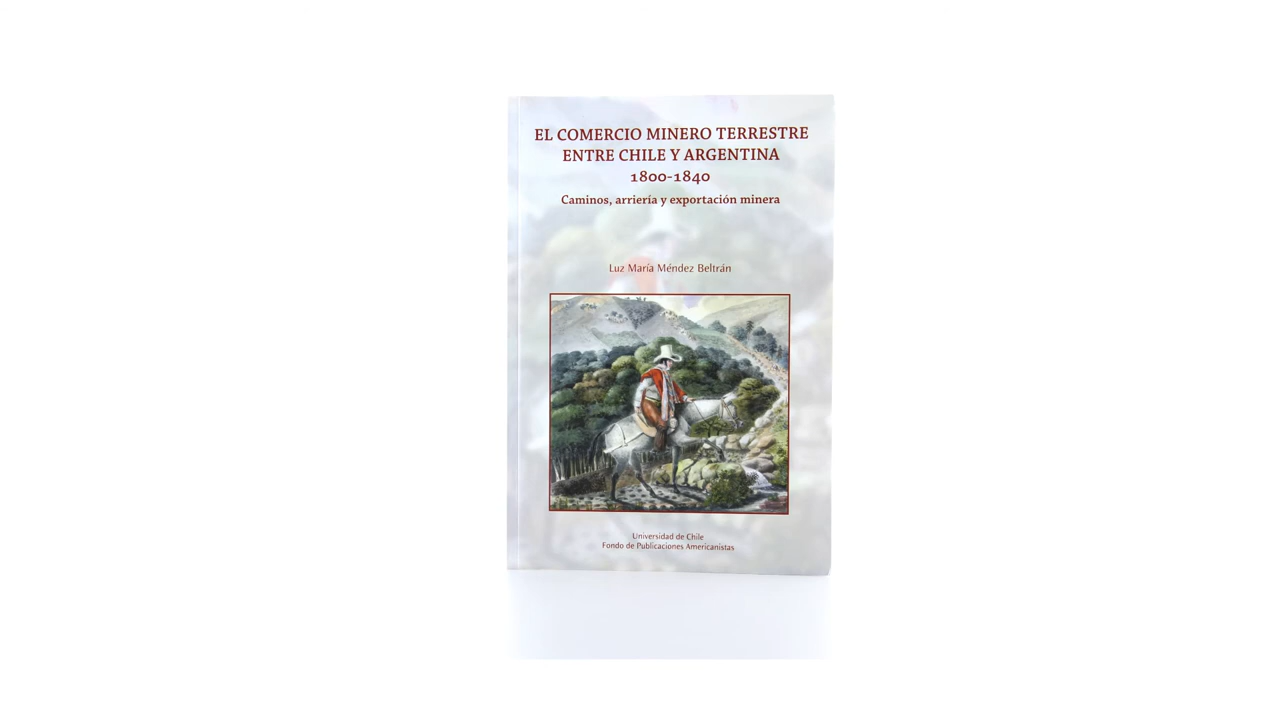 EL COMERCIO MINERO TERRESTRE
ENTRE CHILE Y ARGENTINA
1800-1840
Caminos, arriería y exportación minera
Luz María Méndez Beltrán
Universidad de Chile
Fondo de Publicaciones Americanistas